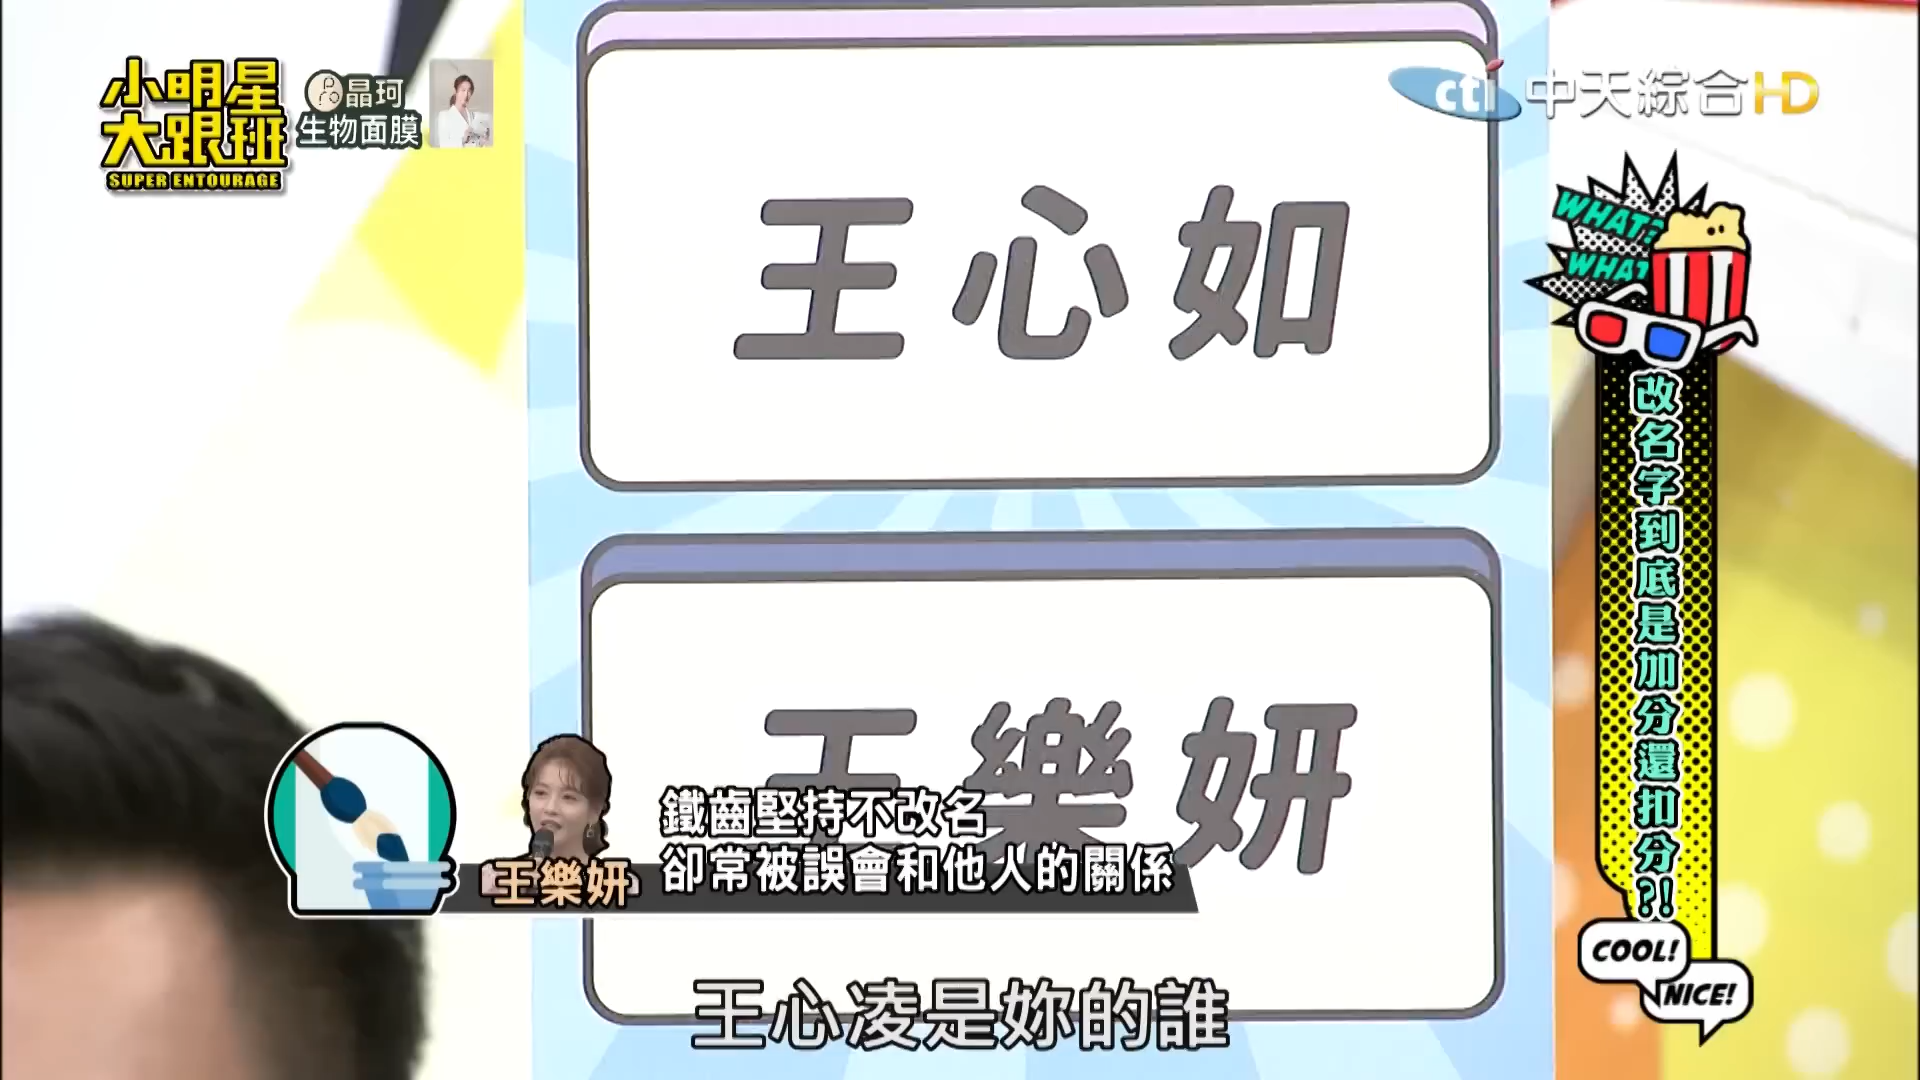 小明星
大跟班
SUPER ENTOURAGE
晶珂
生物面膜
cti 中天綜合HD
王心如
WHAT?
WHAT
改名字到底是加分還扣分?!
COOL!
NICE!
王樂妍
鐵齒堅持不改名
卻常被誤會和他人的關係
王樂妍
王心凌是妳的誰